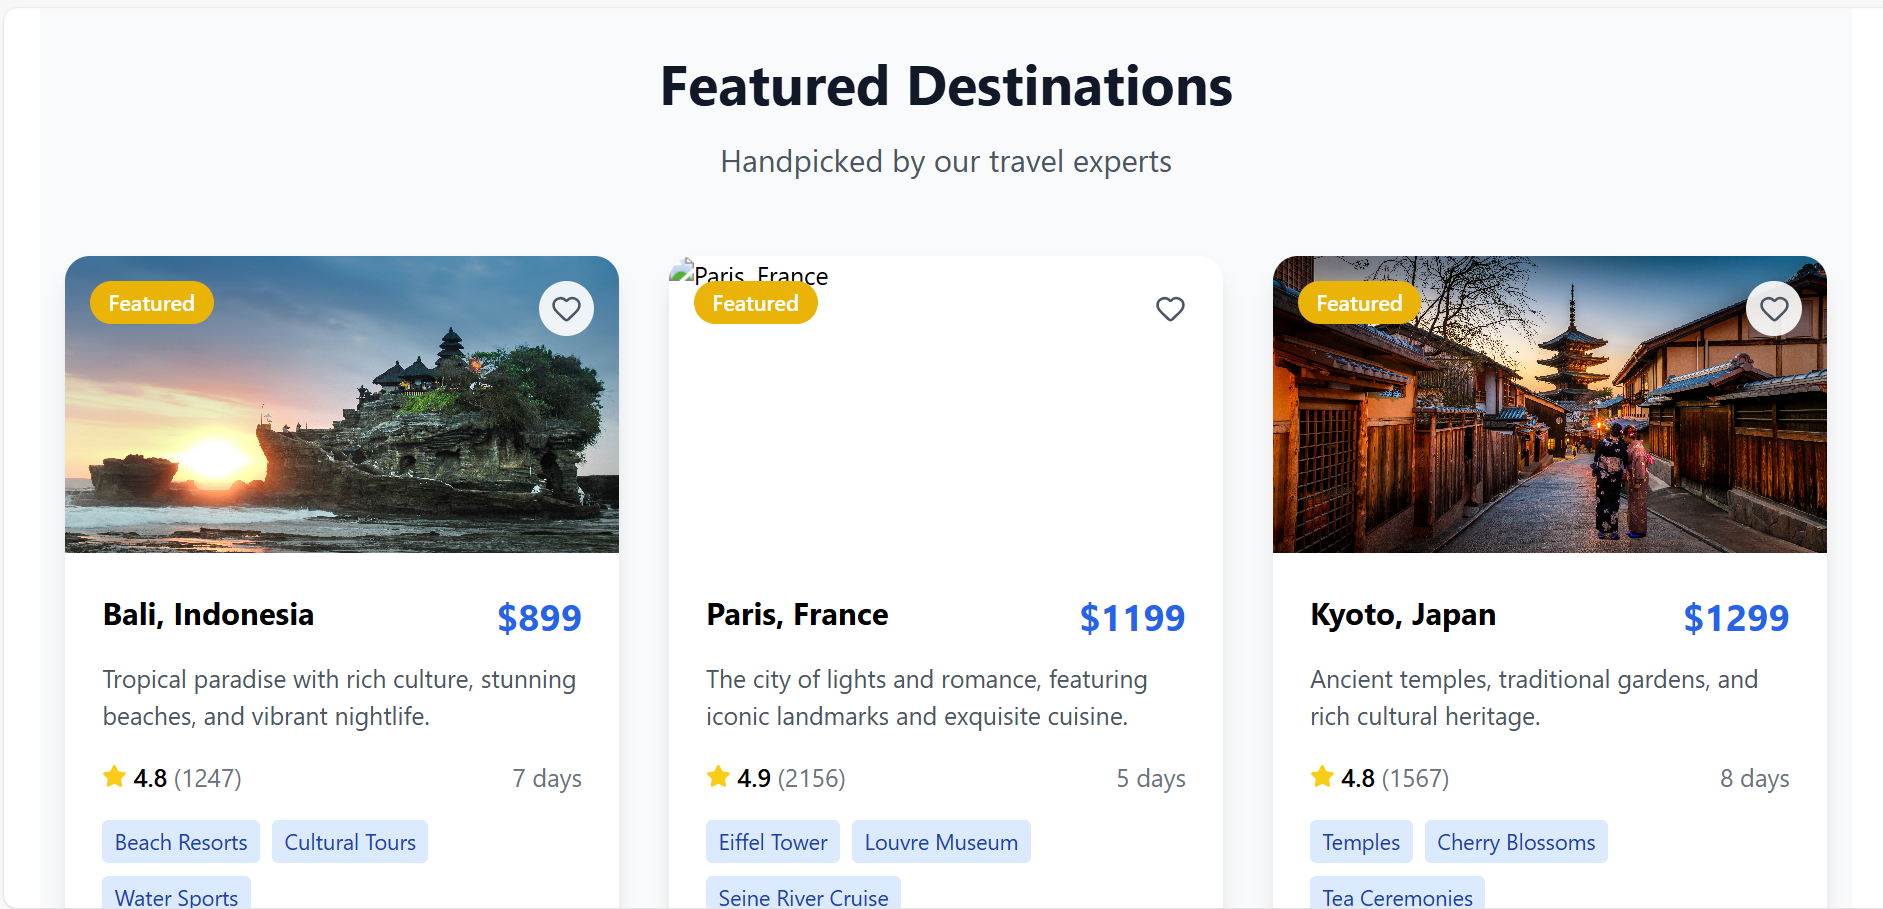 Featured Destinations
Handpicked by our travel experts
Featured
Bali, Indonesia
$899
Tropical paradise with rich culture, stunning
beaches, and vibrant nightlife.
4.8 (1247)
7 days
Beach Resorts
Cultural Tours
Water Sports
Paris, France
Featured
Paris, France
$1199
The city of lights and romance, featuring
iconic landmarks and exquisite cuisine.
4.9 (2156)
5 days
Eiffel Tower
Louvre Museum
Seine River Cruise
Featured
Kyoto, Japan
$1299
Ancient temples, traditional gardens, and
rich cultural heritage.
4.8 (1567)
8 days
Temples
Cherry Blossoms
Tea Ceremonies